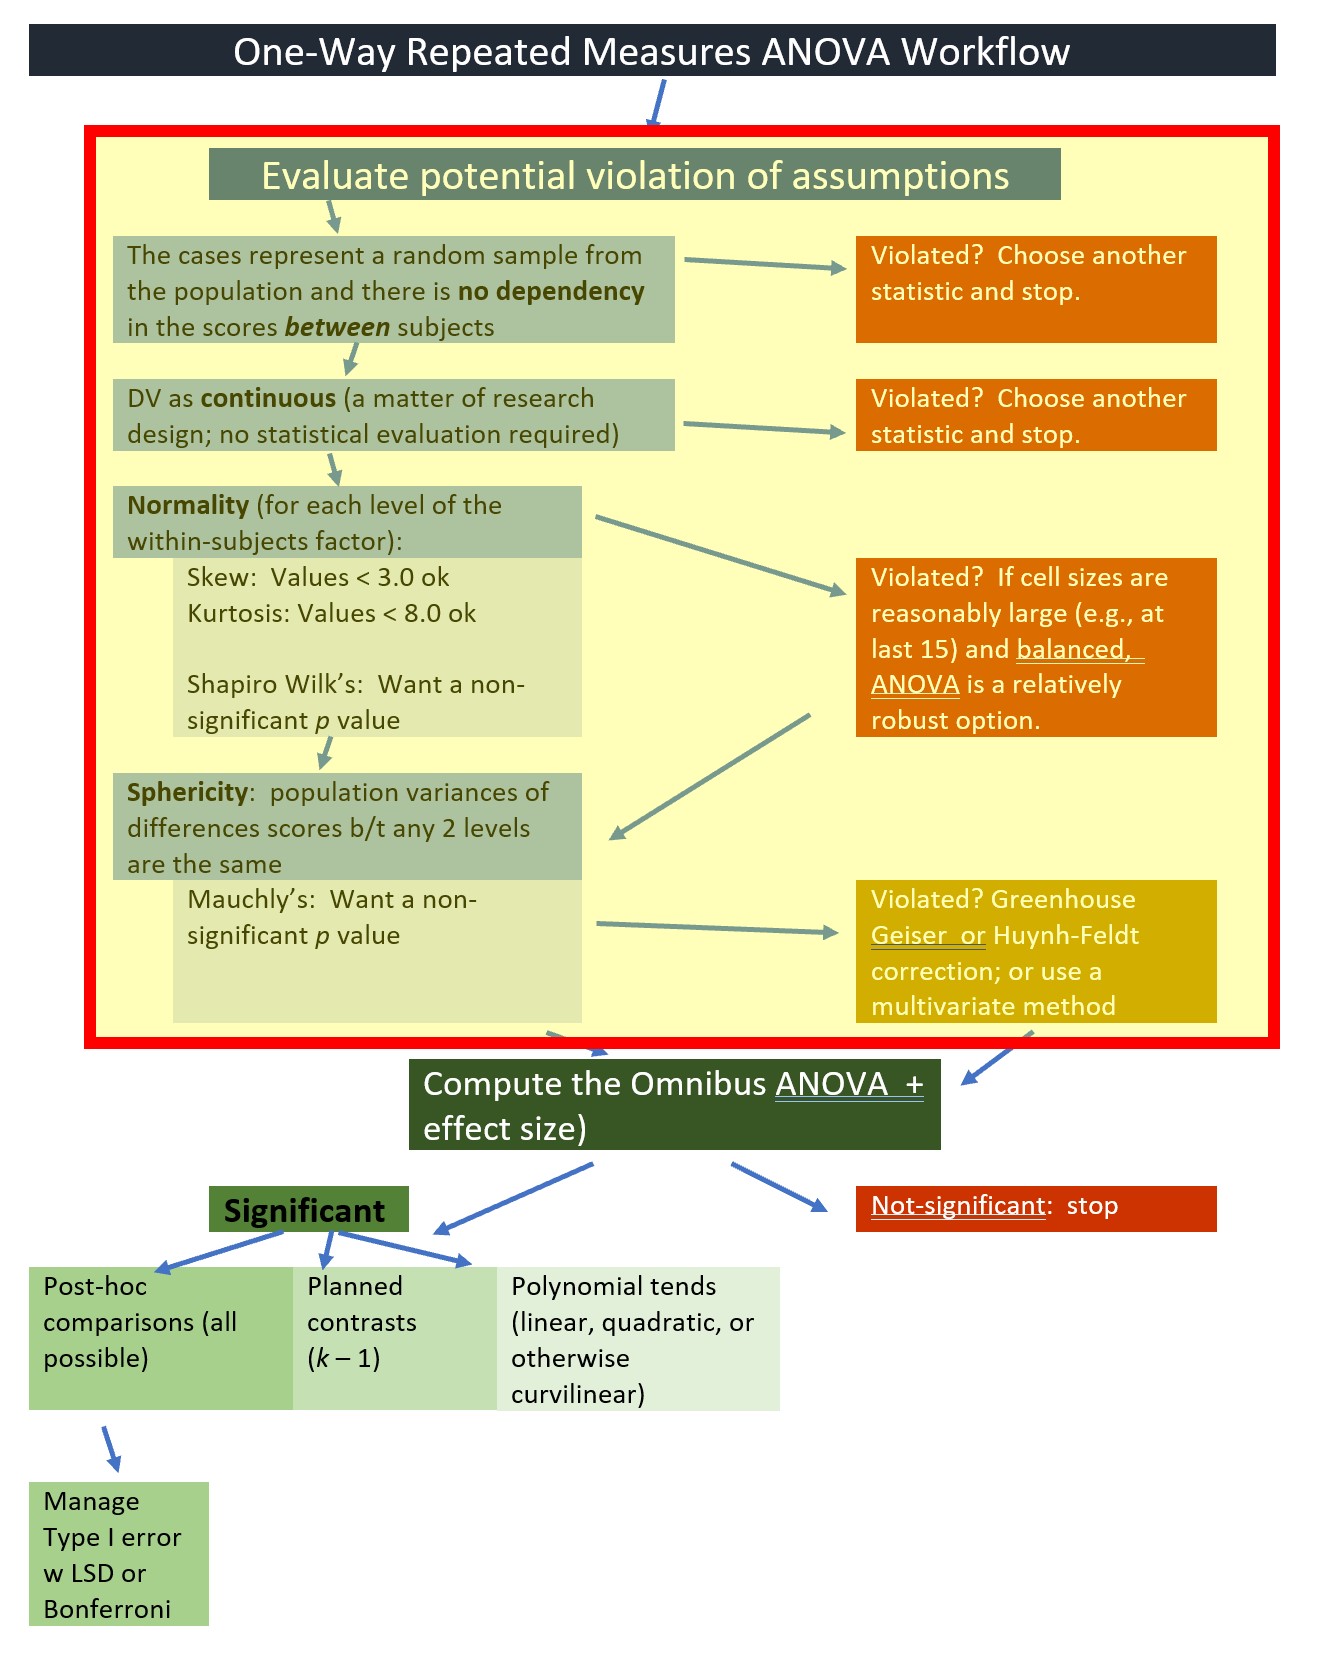 One-Way Repeated Measures ANOVA Workflow
Evaluate potential violation of assumptions
The cases represent a random sample from
the population and there is no dependency
in the scores between subjects
Violated?  Choose another
statistic and stop.
DV as continuous (a matter of research
design; no statistical evaluation required)
Violated?  Choose another
statistic and stop.
Normality (for each level of the
within-subjects factor):
Skew:  Values < 3.0 ok
Kurtosis: Values < 8.0 ok
Shapiro Wilk’s:  Want a non-
significant p value
Violated?  If cell sizes are
reasonably large (e.g., at
last 15) and balanced,
ANOVA is a relatively
robust option.
Sphericity:  population variances of
differences scores b/t any 2 levels
are the same
Mauchly’s:  Want a non-
significant p value
Violated? Greenhouse
Geiser  or Huynh-Feldt
correction; or use a
multivariate method
Compute the Omnibus ANOVA  +
effect size)
Significant
Not-significant:  stop
Post-hoc
comparisons (all
possible)
Planned
contrasts
(k – 1)
Polynomial tends
(linear, quadratic, or
otherwise
curvilinear)
Manage
Type I error
w LSD or
Bonferroni